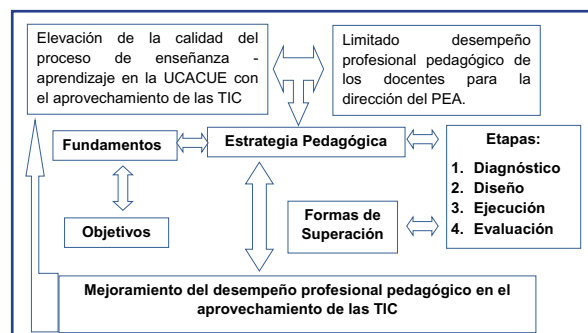 Elevación de la calidad del
proceso de enseñanza -
aprendizaje en la UCACUE con
el aprovechamiento de las TIC
Limitado desempeño
profesional pedagógico de
los docentes para la
dirección del PEA.
Fundamentos
Estrategia Pedagógica
Etapas:
1. Diagnóstico
2. Diseño
3. Ejecución
4. Evaluación
Objetivos
Formas de
Superación
Mejoramiento del desempeño profesional pedagógico en el
aprovechamiento de las TIC